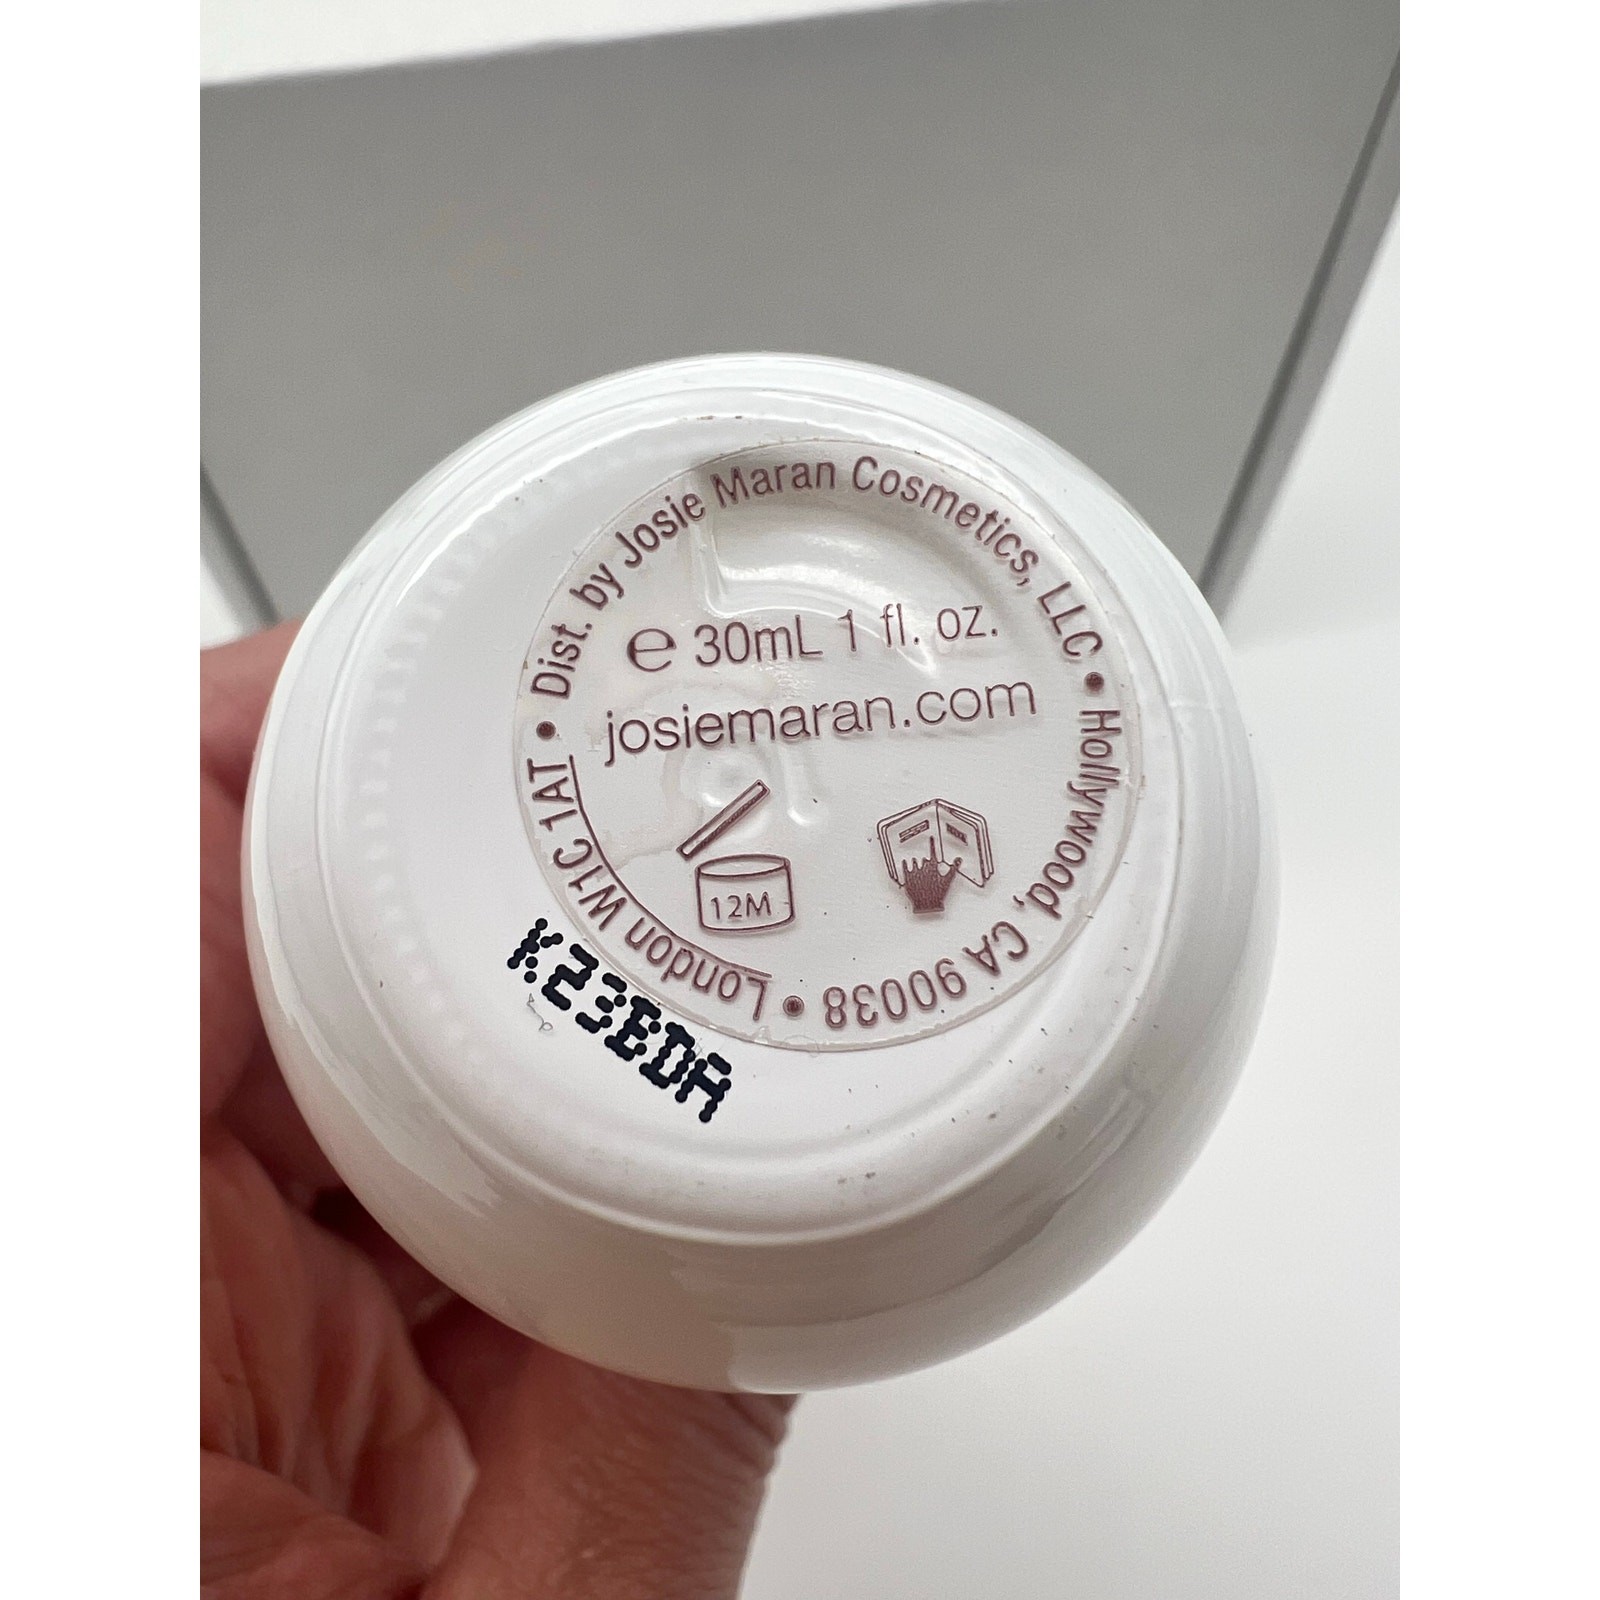 Dist. by Josie Maran Cosmetics, LLC • Hollywood, CA 90038 • London W1C 1AT •
e 30mL 1 fl. oz.
josiemaran.com
12M
K23EDA